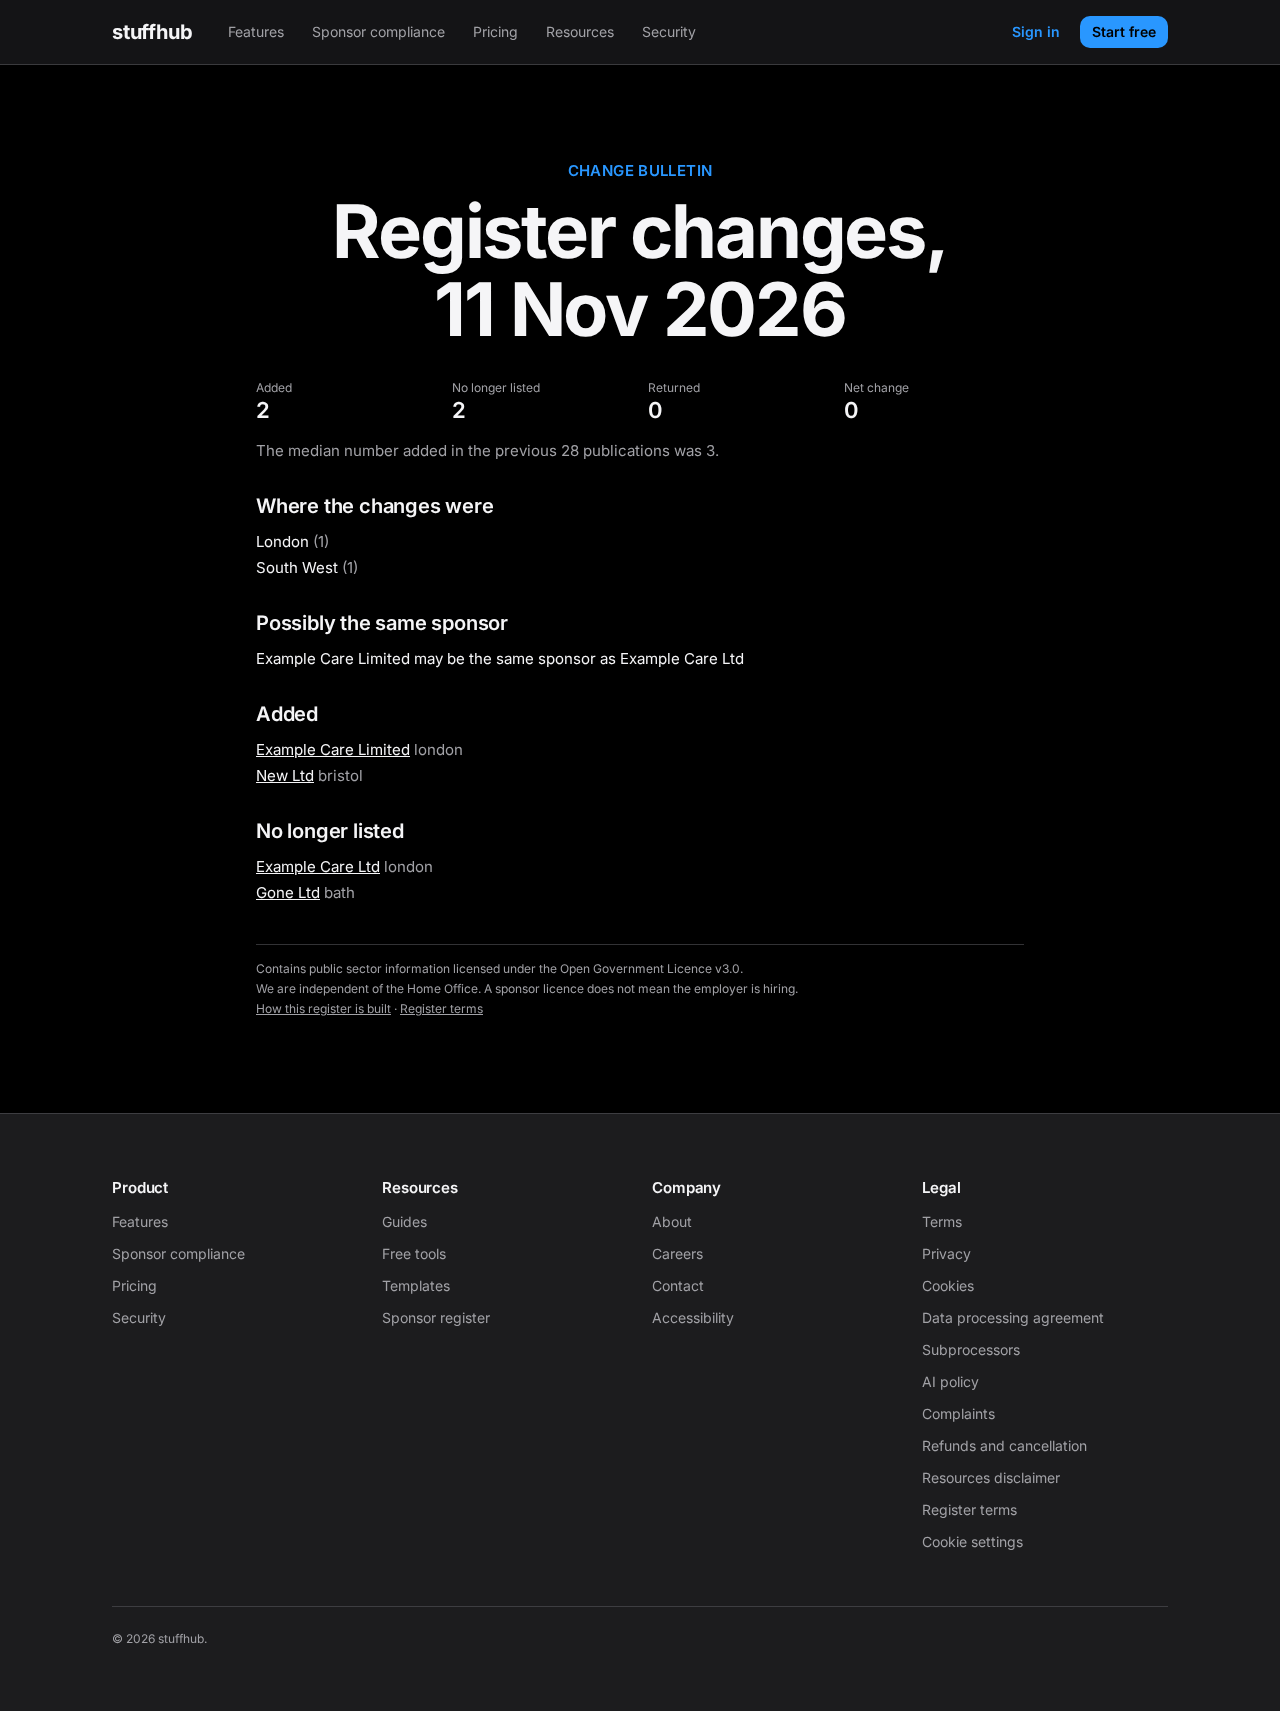 stuffhub
Features
Sponsor compliance
Pricing
Resources
Security
Sign in
Start free
CHANGE BULLETIN
Register changes,
11 Nov 2026
Added
2
No longer listed
2
Returned
0
Net change
0
The median number added in the previous 28 publications was 3.
Where the changes were
London (1)
South West (1)
Possibly the same sponsor
Example Care Limited may be the same sponsor as Example Care Ltd
Added
Example Care Limited london
New Ltd bristol
No longer listed
Example Care Ltd london
Gone Ltd bath
Contains public sector information licensed under the Open Government Licence v3.0.
We are independent of the Home Office. A sponsor licence does not mean the employer is hiring.
How this register is built · Register terms
Product
Features
Sponsor compliance
Pricing
Security
Resources
Guides
Free tools
Templates
Sponsor register
Company
About
Careers
Contact
Accessibility
Legal
Terms
Privacy
Cookies
Data processing agreement
Subprocessors
AI policy
Complaints
Refunds and cancellation
Resources disclaimer
Register terms
Cookie settings
© 2026 stuffhub.